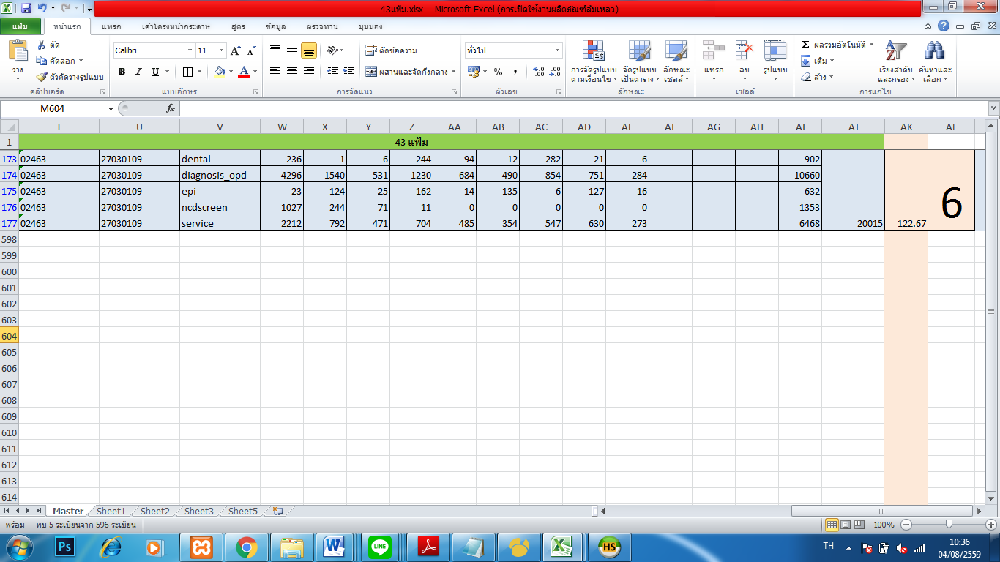 43แฟ้ม.xlsx - Microsoft Excel (การเปิดใช้งานผลิตภัณฑ์ล้มเหลว)
แฟ้ม หน้าแรก แทรก เค้าโครงหน้ากระดาษ สูตร ข้อมูล ตรวจทาน มุมมอง
วาง ตัด คัดลอก ตัวคัดวางรูปแบบ คลิปบอร์ด
Calibri 11 B I U A แบบอักษร
ตัดข้อความ ผสานและจัดกึ่งกลาง การจัดแนว
ทั่วไป % , ตัวเลข
การจัดรูปแบบตามเงื่อนไข จัดรูปแบบเป็นตาราง ลักษณะเซลล์ ลักษณะ
แทรก ลบ รูปแบบ เซลล์
Σ ผลรวมอัตโนมัติ เติม ล้าง เรียงลำดับและกรอง ค้นหาและเลือก การแก้ไข
M604 fx
T U V W X Y Z AA AB AC AD AE AF AG AH AI AJ AK AL
1 43 แฟ้ม
173 02463 27030109 dental 236 1 6 244 94 12 282 21 6 902
174 02463 27030109 diagnosis_opd 4296 1540 531 1230 684 490 854 751 284 10660
175 02463 27030109 epi 23 124 25 162 14 135 6 127 16 632
176 02463 27030109 ncdscreen 1027 244 71 11 0 0 0 0 0 1353
177 02463 27030109 service 2212 792 471 704 485 354 547 630 273 6468 20015 122.67 6
598
599
600
601
602
603
604
605
606
607
608
609
610
611
612
613
614
Master Sheet1 Sheet2 Sheet3 Sheet5
พร้อม พบ 5 ระเบียนจาก 596 ระเบียน 100%
Ps W LINE HS TH 10:36
04/08/2559